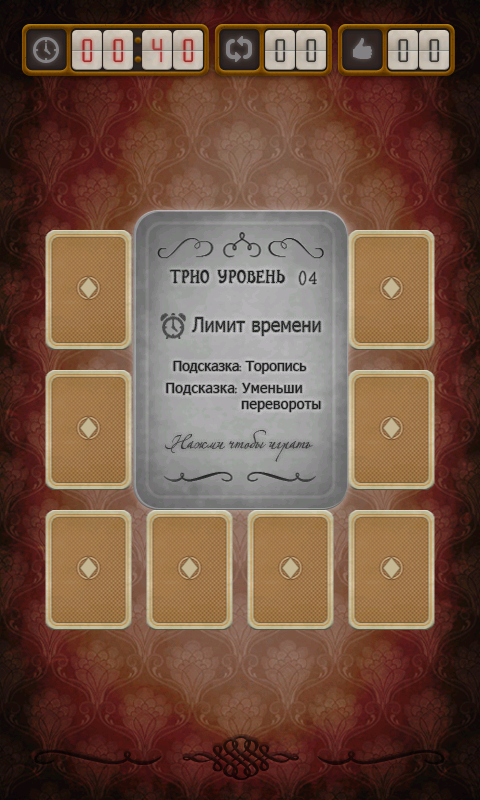 00:40 00 00
ТРИО УРОВЕНЬ 04
Лимит времени
Подсказка: Торопись
Подсказка: Уменьши
перевороты
Нажми чтобы играть